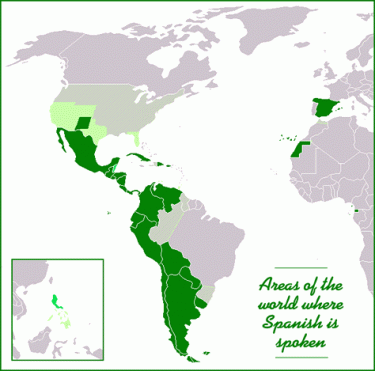 Areas of the
world where
Spanish is
spoken